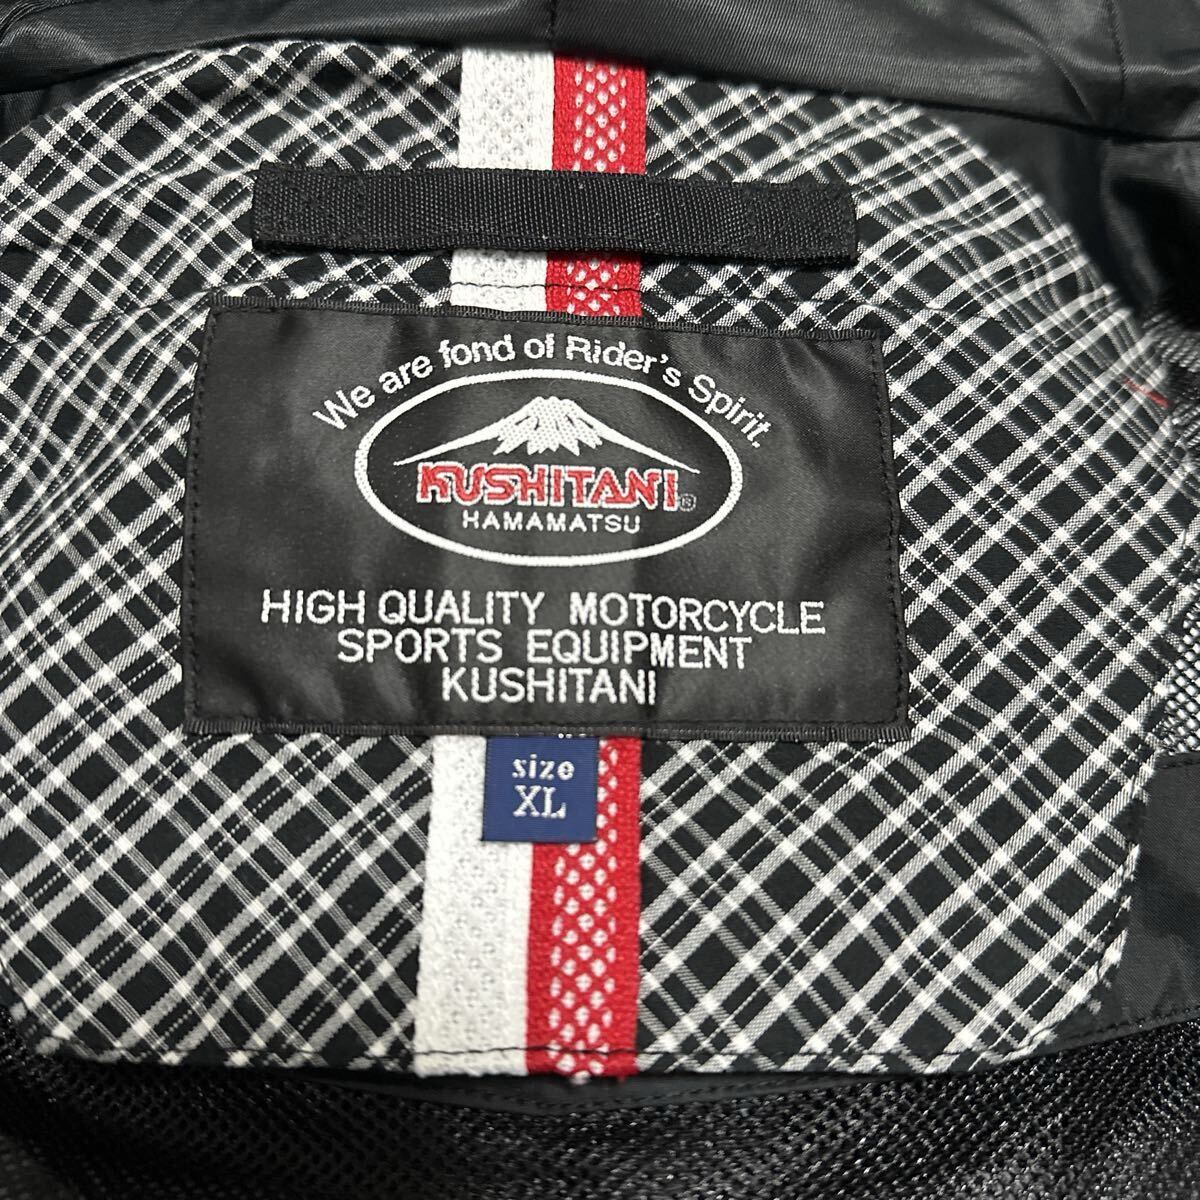 We are fond of Rider's Spirit.
KUSHITANI®
HAMAMATSU
HIGH QUALITY MOTORCYCLE
SPORTS EQUIPMENT
KUSHITANI
size
XL